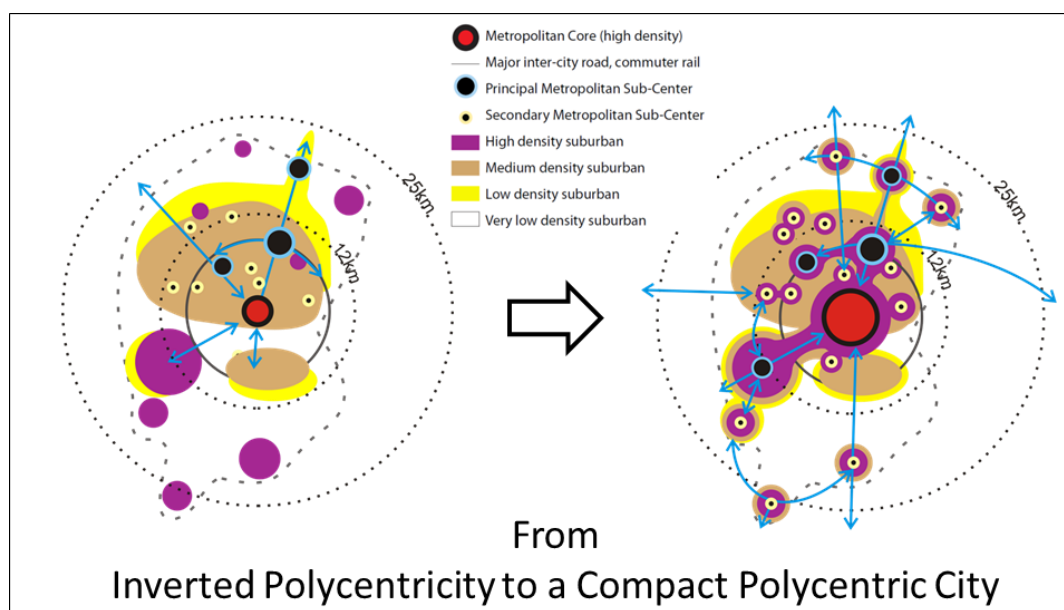 Metropolitan Core (high density)
Major inter-city road, commuter rail
Principal Metropolitan Sub-Center
Secondary Metropolitan Sub-Center
High density suburban
Medium density suburban
Low density suburban
Very low density suburban
25km.
12km
25km.
12km
From
Inverted Polycentricity to a Compact Polycentric City